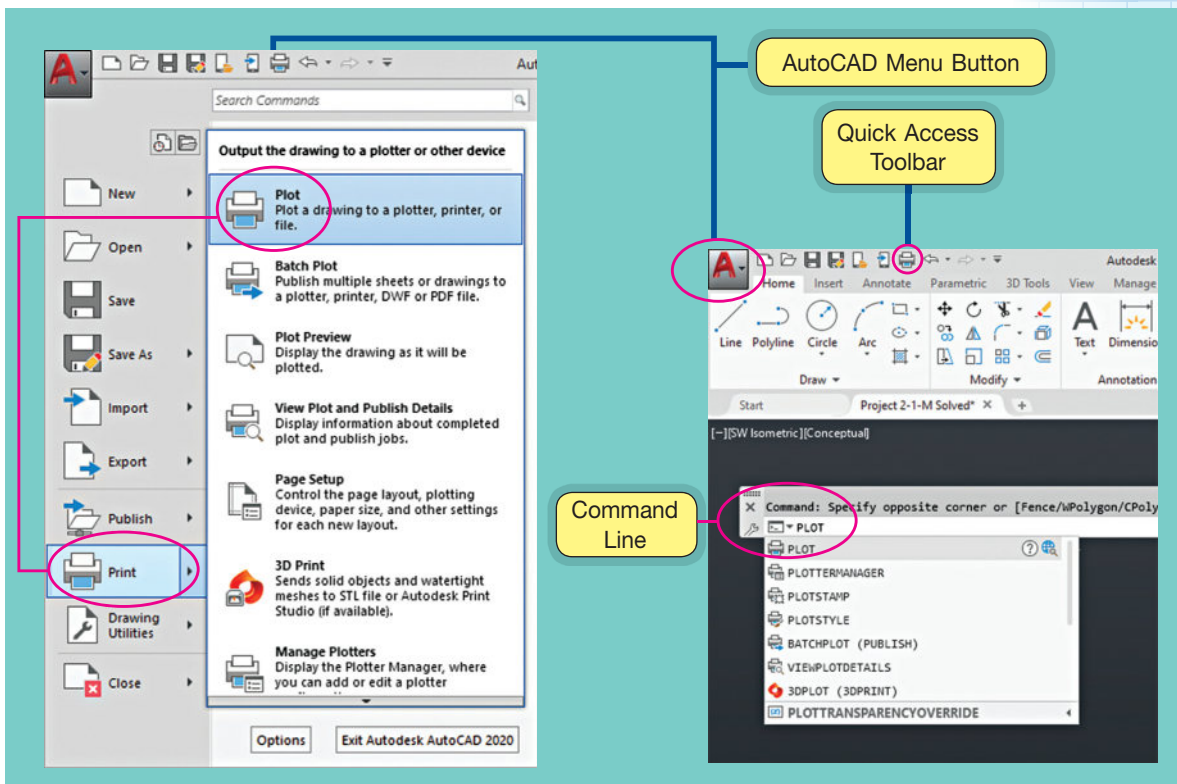 Aut
Search Commands
Output the drawing to a plotter or other device
New
Open
Save
Save As
Import
Export
Publish
Print
Drawing
Utilities
Close
Plot
Plot a drawing to a plotter, printer, or
file.
Batch Plot
Publish multiple sheets or drawings to
a plotter, printer, DWF or PDF file.
Plot Preview
Display the drawing as it will be
plotted.
View Plot and Publish Details
Display information about completed
plot and publish jobs.
Page Setup
Control the page layout, plotting
device, paper size, and other settings
for each new layout.
3D Print
Sends solid objects and watertight
meshes to STL file or Autodesk Print
Studio (if available).
Manage Plotters
Display the Plotter Manager, where
you can add or edit a plotter
Options
Exit Autodesk AutoCAD 2020
AutoCAD Menu Button
Quick Access
Toolbar
Autodesk
Home Insert Annotate Parametric 3D Tools View Manage
Line Polyline Circle Arc Text Dimensio
Draw Modify Annotation
Start Project 2-1-M Solved* +
[−][SW Isometric][Conceptual]
Command
Line
Command: Specify opposite corner or [Fence/WPolygon/CPoly
PLOT
PLOT
PLOTTERMANAGER
PLOTSTAMP
PLOTSTYLE
BATCHPLOT (PUBLISH)
VIEWPLOTDETAILS
3DPLOT (3DPRINT)
PLOTTRANSPARENCYOVERRIDE